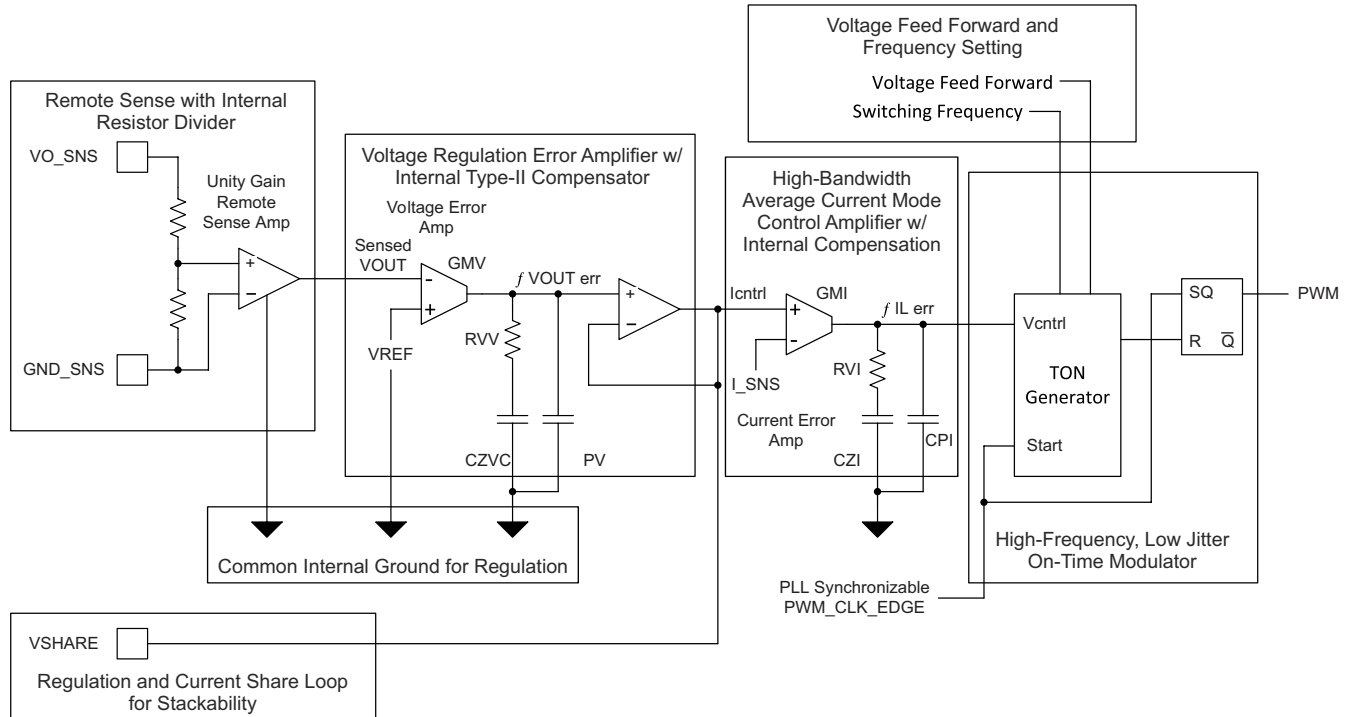 Voltage Feed Forward and
Frequency Setting
Voltage Feed Forward
Switching Frequency
Remote Sense with Internal
Resistor Divider
VO_SNS
Unity Gain
Remote
Sense Amp
+
-
GND_SNS
Voltage Regulation Error Amplifier w/
Internal Type-II Compensator
Voltage Error
Amp
Sensed
VOUT
GMV
-
+
VREF
ƒ VOUT err
RVV
CZVC
PV
+
-
High-Bandwidth
Average Current Mode
Control Amplifier w/
Internal Compensation
Icntrl
GMI
+
-
I_SNS
ƒ IL err
RVI
Current Error
Amp
CZI
CPI
Vcntrl
TON
Generator
Start
SQ
R Q̅
PWM
High-Frequency, Low Jitter
On-Time Modulator
PLL Synchronizable
PWM_CLK_EDGE
Common Internal Ground for Regulation
VSHARE
Regulation and Current Share Loop
for Stackability